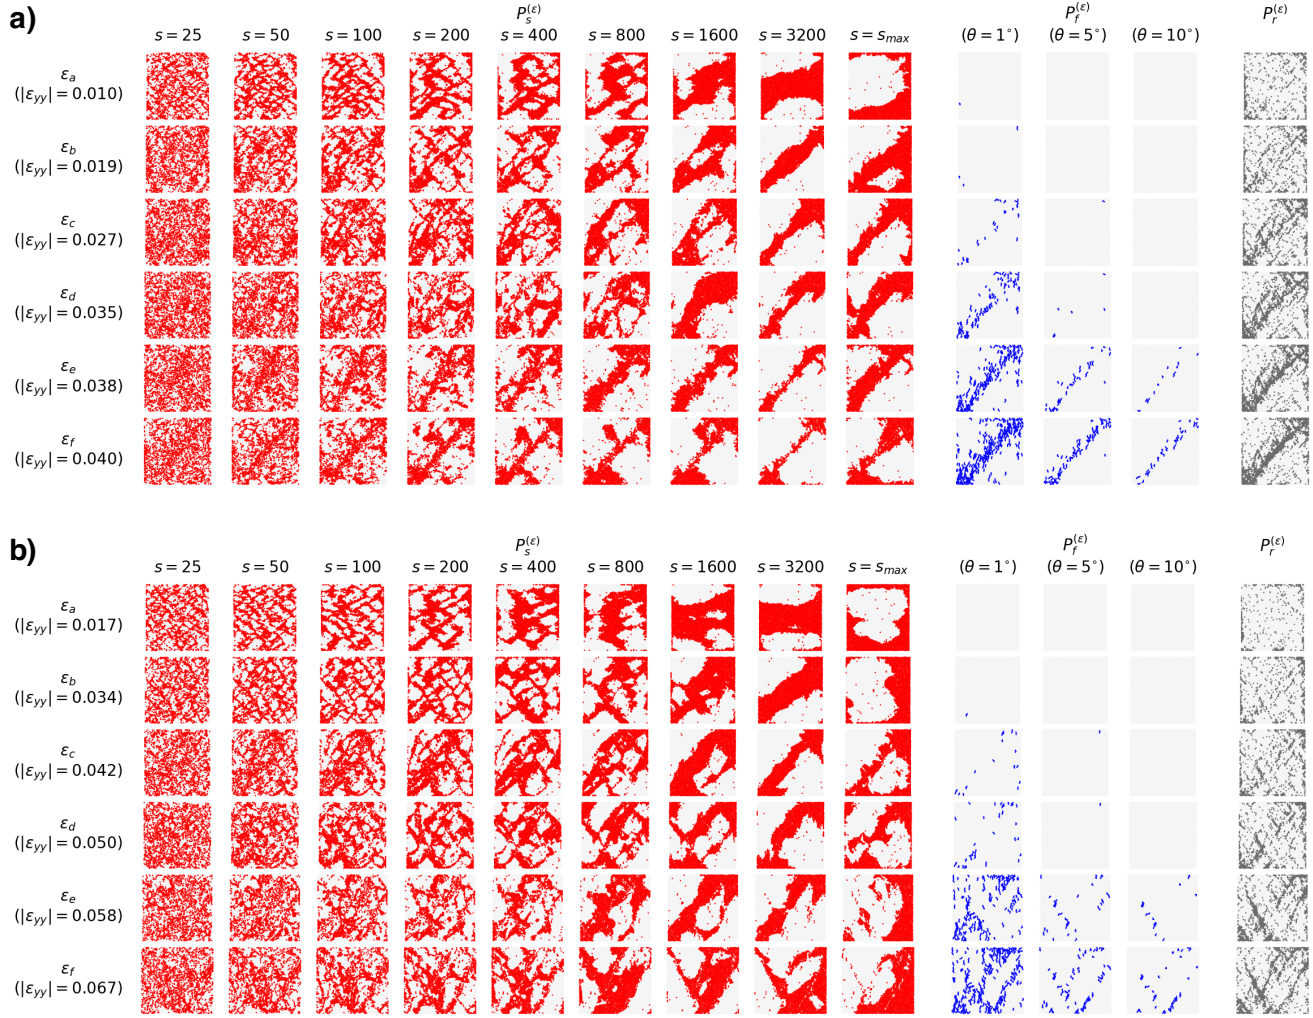 a)
P_s^(ε) P_f^(ε) P_r^(ε)
s = 25 s = 50 s = 100 s = 200 s = 400 s = 800 s = 1600 s = 3200 s = s_max (θ = 1°) (θ = 5°) (θ = 10°)
ε_a
(|ε_yy| = 0.010)
ε_b
(|ε_yy| = 0.019)
ε_c
(|ε_yy| = 0.027)
ε_d
(|ε_yy| = 0.035)
ε_e
(|ε_yy| = 0.038)
ε_f
(|ε_yy| = 0.040)
b)
P_s^(ε) P_f^(ε) P_r^(ε)
s = 25 s = 50 s = 100 s = 200 s = 400 s = 800 s = 1600 s = 3200 s = s_max (θ = 1°) (θ = 5°) (θ = 10°)
ε_a
(|ε_yy| = 0.017)
ε_b
(|ε_yy| = 0.034)
ε_c
(|ε_yy| = 0.042)
ε_d
(|ε_yy| = 0.050)
ε_e
(|ε_yy| = 0.058)
ε_f
(|ε_yy| = 0.067)